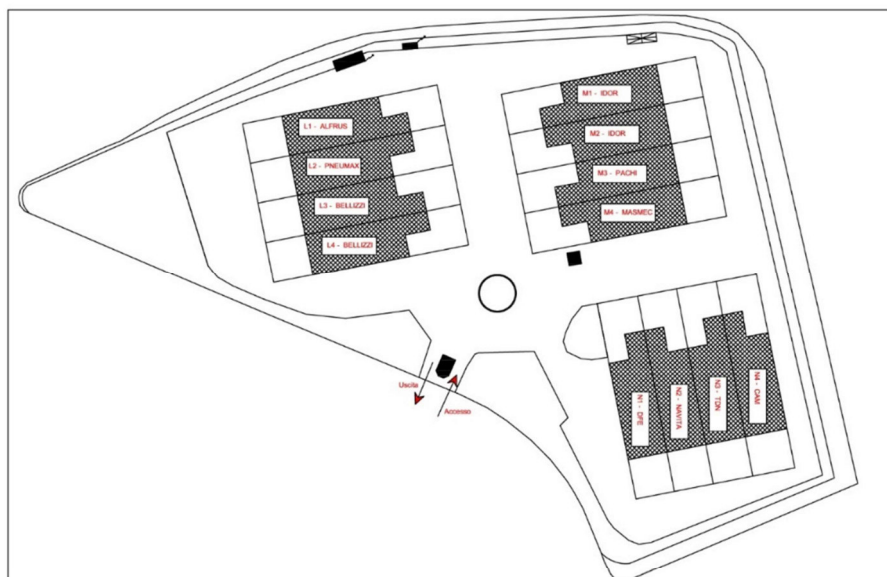 L1 - ALFRUS
L2 - PNEUMAX
L3 - BELLIZZI
L4 - BELLIZZI
M1 - IDOR
M2 - IDOR
M3 - PACHI
M4 - MASMEC
N1 - CIFE
N2 - NAVITA
N3 - TDN
N4 - CAM
Uscita
Accesso